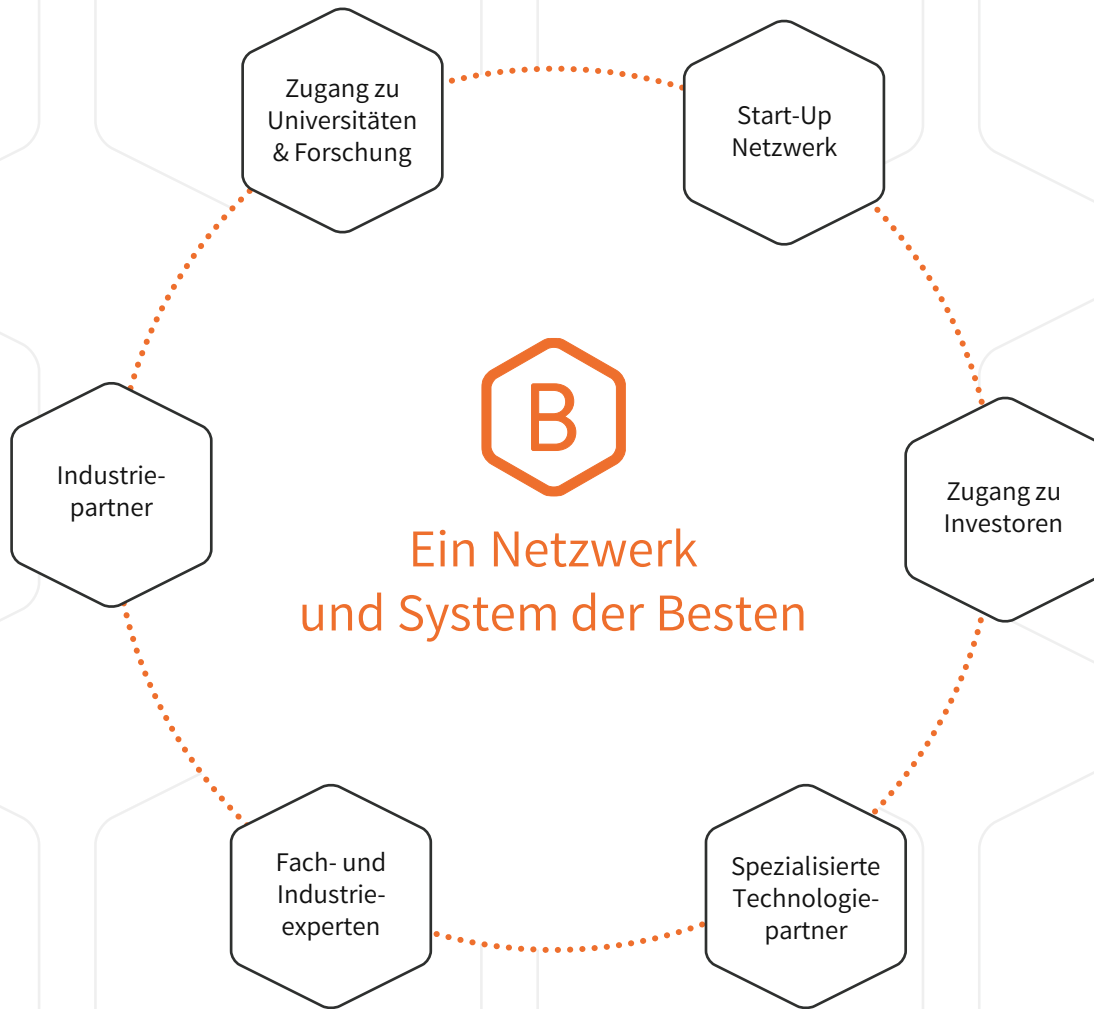 Zugang zu
Universitäten
& Forschung
Start-Up
Netzwerk
Industrie-
partner
B
Ein Netzwerk
und System der Besten
Zugang zu
Investoren
Fach- und
Industrie-
experten
Spezialisierte
Technologie-
partner